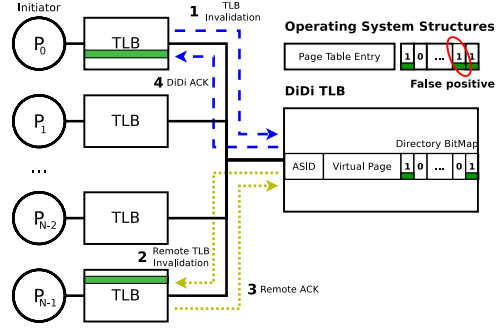 Initiator
P0
TLB
1 TLB
Invalidation
4 DiDi ACK
P1
TLB
...
PN-2
TLB
2 Remote TLB
Invalidation
PN-1
TLB
3 Remote ACK
Operating System Structures
Page Table Entry
1 0 ... 1 1
False positive
DiDi TLB
Directory BitMap
ASID Virtual Page 1 0 ... 0 1